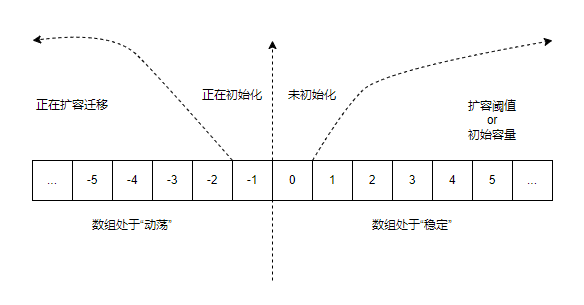 正在初始化
未初始化
正在扩容迁移
扩容阈值
or
初始容量
... -5 -4 -3 -2 -1 0 1 2 3 4 5 ...
数组处于“动荡”
数组处于“稳定”